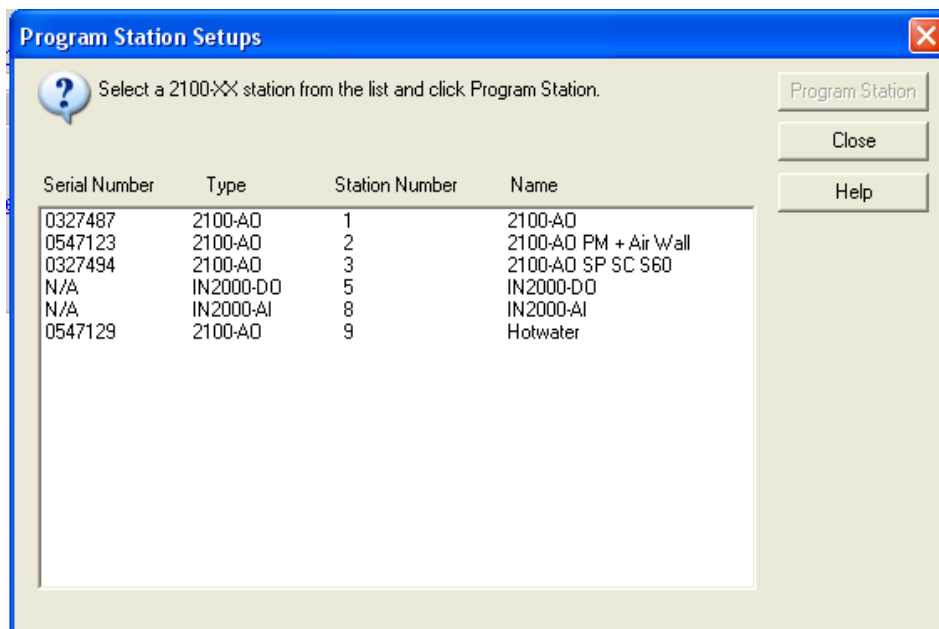 Program Station Setups
Select a 2100-XX station from the list and click Program Station.
Program Station
Close
Help
Serial Number Type Station Number Name
0327487 2100-AO 1 2100-AO
0547123 2100-AO 2 2100-AO PM + Air Wall
0327494 2100-AO 3 2100-AO SP SC S60
N/A IN2000-DO 5 IN2000-DO
N/A IN2000-AI 8 IN2000-AI
0547129 2100-AO 9 Hotwater